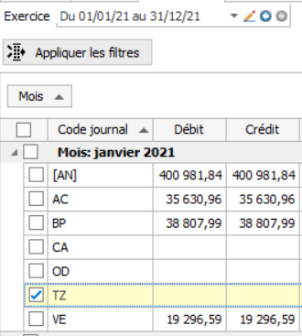 Exercice Du 01/01/21 au 31/12/21
Appliquer les filtres
Mois
Code journal Débit Crédit
Mois: janvier 2021
[AN] 400 981,84 400 981,84
AC 35 630,96 35 630,96
BP 38 807,99 38 807,99
CA
OD
TZ
VE 19 296,59 19 296,59